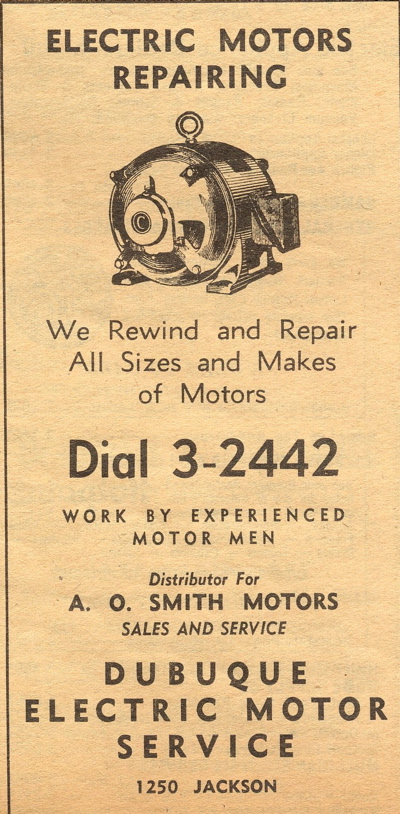 ELECTRIC MOTORS
REPAIRING
We Rewind and Repair
All Sizes and Makes
of Motors
Dial 3-2442
WORK BY EXPERIENCED
MOTOR MEN
Distributor For
A. O. SMITH MOTORS
SALES AND SERVICE
DUBUQUE
ELECTRIC MOTOR
SERVICE
1250 JACKSON